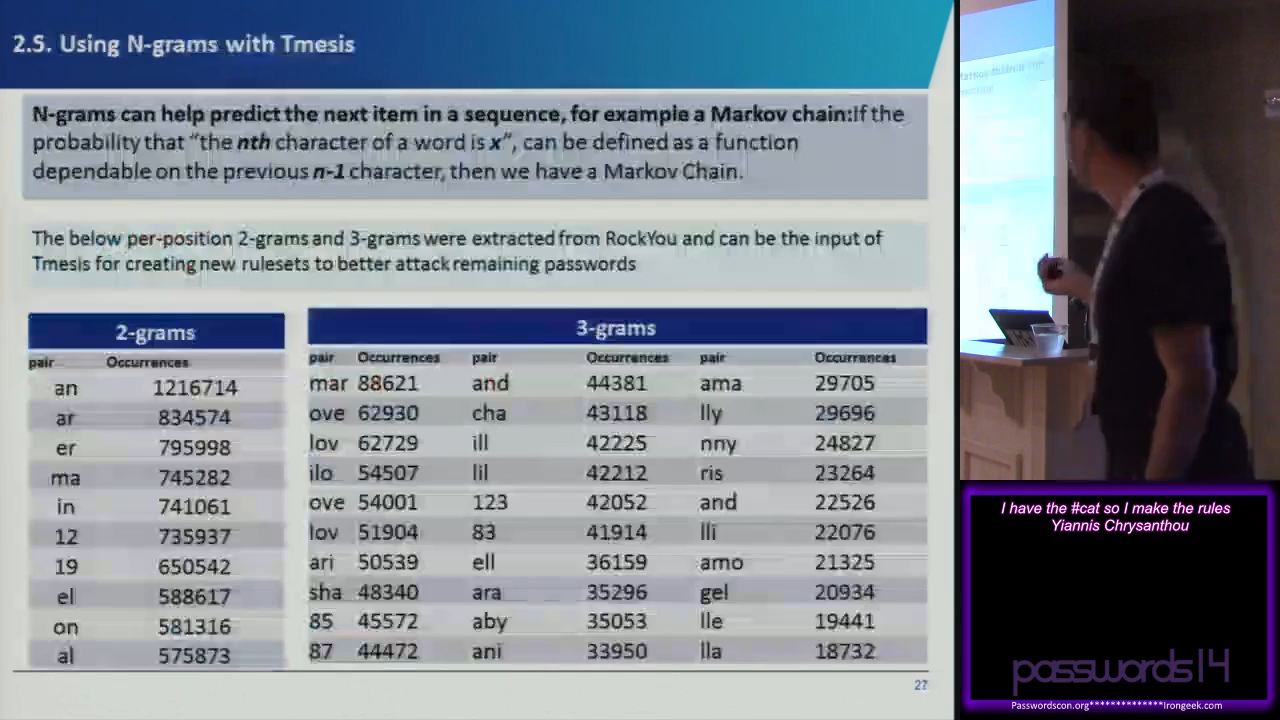 2.5. Using N-grams with Tmesis
N-grams can help predict the next item in a sequence, for example a Markov chain:If the
probability that “the nth character of a word is x”, can be defined as a function
dependable on the previous n-1 character, then we have a Markov Chain.
The below per-position 2-grams and 3-grams were extracted from RockYou and can be the input of
Tmesis for creating new rulesets to better attack remaining passwords
2-grams
pair Occurrences
an 1216714
ar 834574
er 795998
ma 745282
in 741061
12 735937
19 650542
el 588617
on 581316
al 575873
3-grams
pair Occurrences pair Occurrences pair Occurrences
mar 88621 and 44381 ama 29705
ove 62930 cha 43118 lly 29696
lov 62729 ill 42225 nny 24827
ilo 54507 lil 42212 ris 23264
ove 54001 123 42052 and 22526
lov 51904 83 41914 lli 22076
ari 50539 ell 36159 amo 21325
sha 48340 ara 35296 gel 20934
85 45572 aby 35053 lle 19441
87 44472 ani 33950 lla 18732
27
I have the #cat so I make the rules
Yiannis Chrysanthou
passwords14
Passwordscon.org**************Irongeek.com